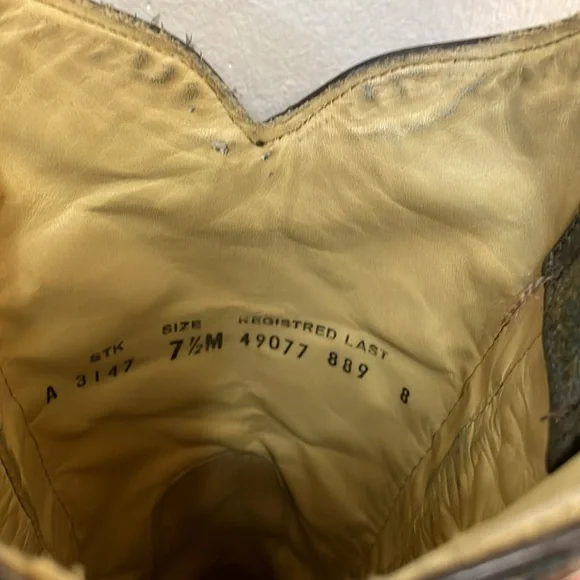 STK SIZE REGISTRED LAST
A 3147 7½M 49077 889 8